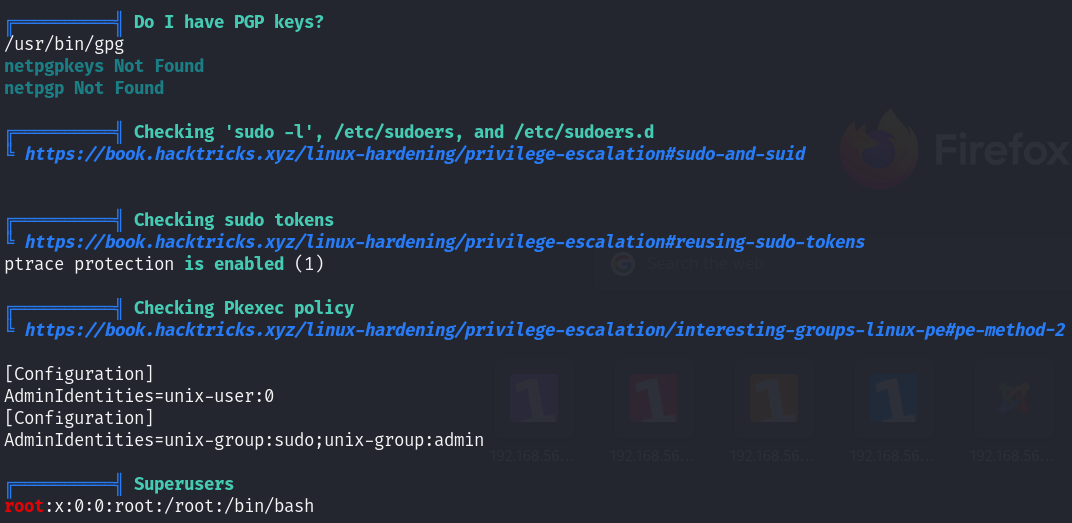 ╔══════════╣ Do I have PGP keys?
/usr/bin/gpg
netpgpkeys Not Found
netpgp Not Found
╔══════════╣ Checking 'sudo -l', /etc/sudoers, and /etc/sudoers.d
╚ https://book.hacktricks.xyz/linux-hardening/privilege-escalation#sudo-and-suid
Firefox
╔══════════╣ Checking sudo tokens
╚ https://book.hacktricks.xyz/linux-hardening/privilege-escalation#reusing-sudo-tokens
ptrace protection is enabled (1)
Search the web
╔══════════╣ Checking Pkexec policy
╚ https://book.hacktricks.xyz/linux-hardening/privilege-escalation/interesting-groups-linux-pe#pe-method-2
[Configuration]
AdminIdentities=unix-user:0
[Configuration]
AdminIdentities=unix-group:sudo;unix-group:admin
1 1 1 1
192.168.56... 192.168.56... 192.168.56... 192.168.56... 192.168.56...
╔══════════╣ Superusers
root:x:0:0:root:/root:/bin/bash